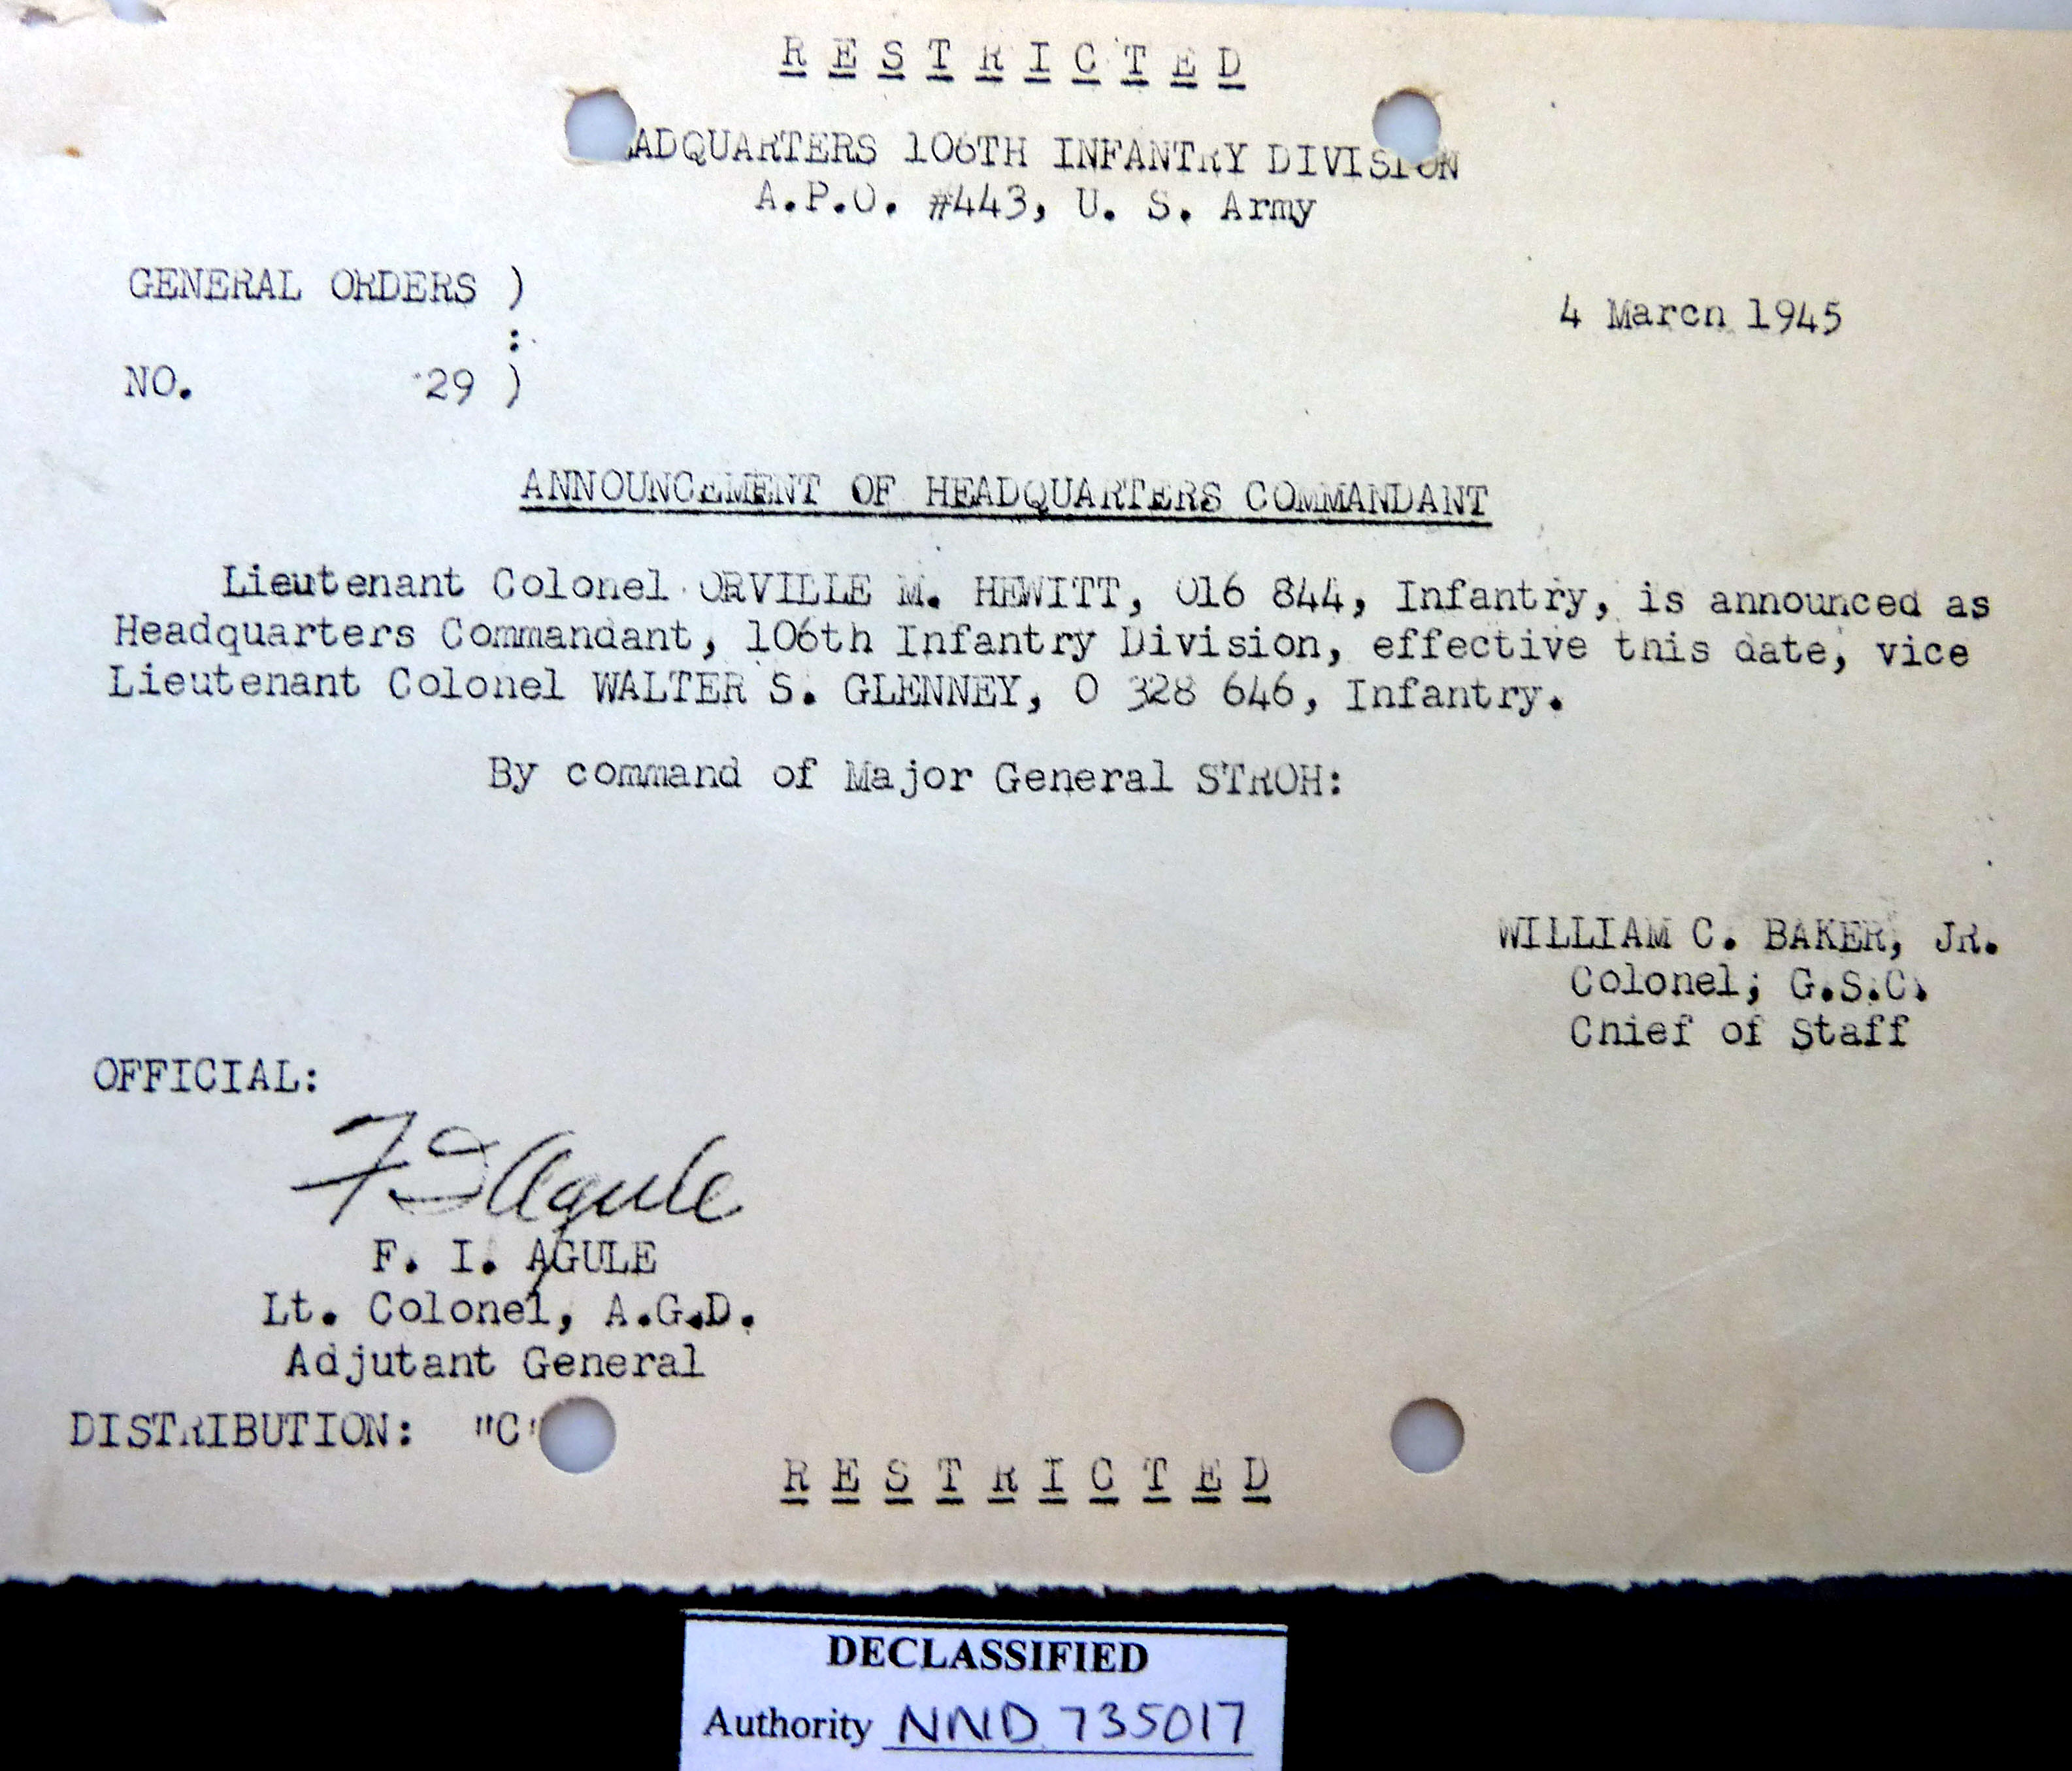 R E S T R I C T E D
ADQUARTERS 106TH INFANTRY DIVISION
A.P.O. #443, U. S. Army
GENERAL ORDERS )
:
4 March 1945
NO. 29 )
ANNOUNCEMENT OF HEADQUARTERS COMMANDANT
Lieutenant Colonel ORVILLE M. HEWITT, O16 844, Infantry, is announced as
Headquarters Commandant, 106th Infantry Division, effective this date, vice
Lieutenant Colonel WALTER S. GLENNEY, O 328 646, Infantry.
By command of Major General STROH:
WILLIAM C. BAKER, JR.
Colonel, G.S.C.
Chief of Staff
OFFICIAL:
F I Agule
F. I. AGULE
Lt. Colonel, A.G.D.
Adjutant General
DISTRIBUTION: "C"
R E S T R I C T E D
DECLASSIFIED
Authority NND 735017